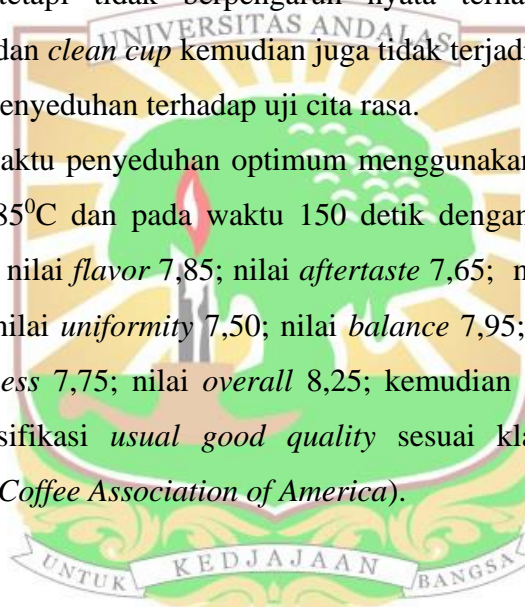 tetapi tidak berpengaruh nyata terha
UNIVERSITAS ANDALAS
dan clean cup kemudian juga tidak terjadi
enyeduhan terhadap uji cita rasa.
aktu penyeduhan optimum menggunakan
85⁰C dan pada waktu 150 detik dengan
nilai flavor 7,85; nilai aftertaste 7,65; n
nilai uniformity 7,50; nilai balance 7,95;
ess 7,75; nilai overall 8,25; kemudian
sifikasi usual good quality sesuai kla
Coffee Association of America).
UNTUK KEDJAJAAN BANGSA